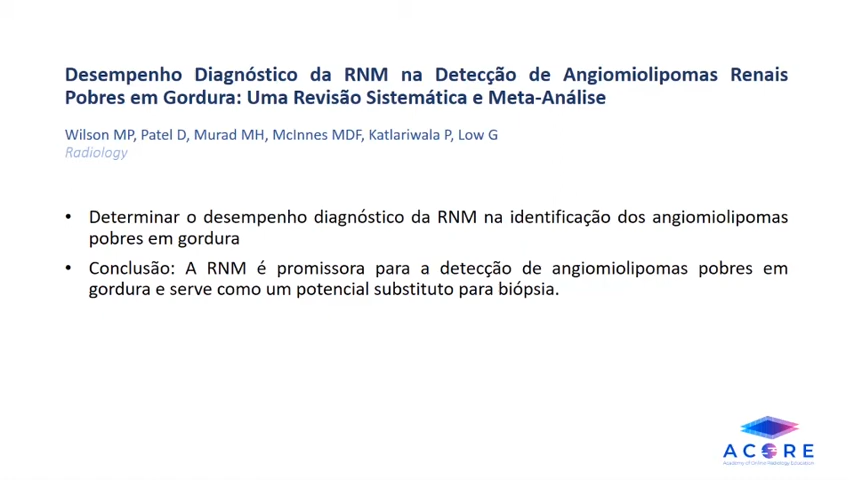 Desempenho Diagnóstico da RNM na Detecção de Angiomiolipomas Renais
Pobres em Gordura: Uma Revisão Sistemática e Meta-Análise
Wilson MP, Patel D, Murad MH, McInnes MDF, Katlariwala P, Low G
Radiology
• Determinar o desempenho diagnóstico da RNM na identificação dos angiomiolipomas
pobres em gordura
• Conclusão: A RNM é promissora para a detecção de angiomiolipomas pobres em
gordura e serve como um potencial substituto para biópsia.
ACORE
Academy of Online Radiology Education